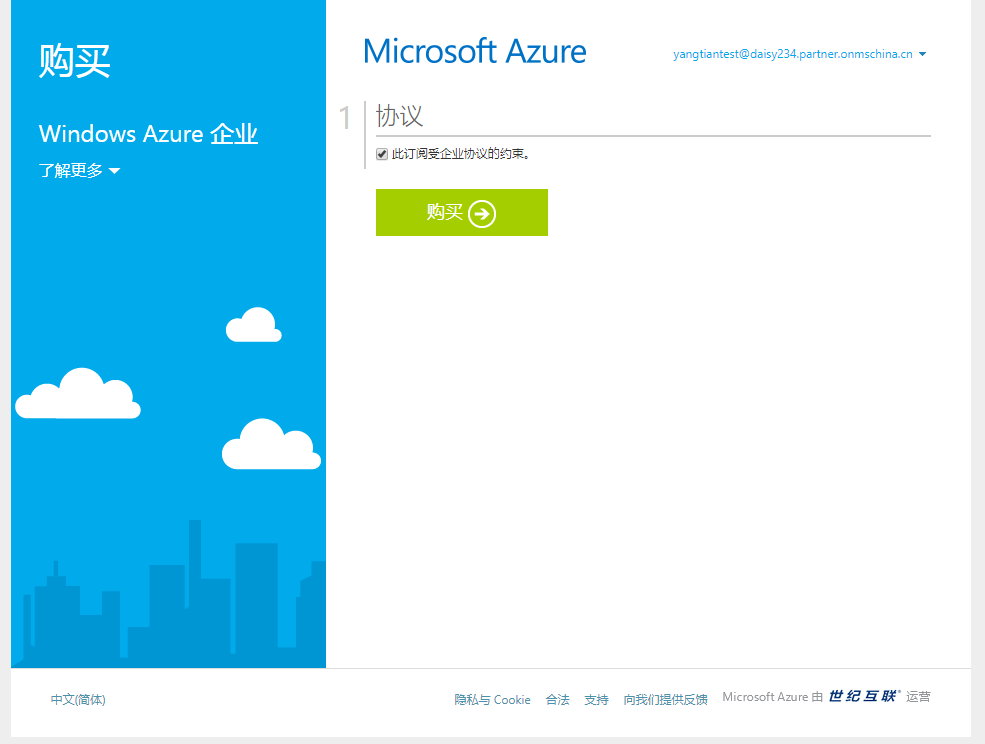 购买
Windows Azure 企业
了解更多
Microsoft Azure
yangtiantest@daisy234.partner.onmschina.cn
1
协议
此订阅受企业协议的约束。
购买
中文(简体)
隐私与 Cookie 合法 支持 向我们提供反馈 Microsoft Azure 由 世纪互联 运营